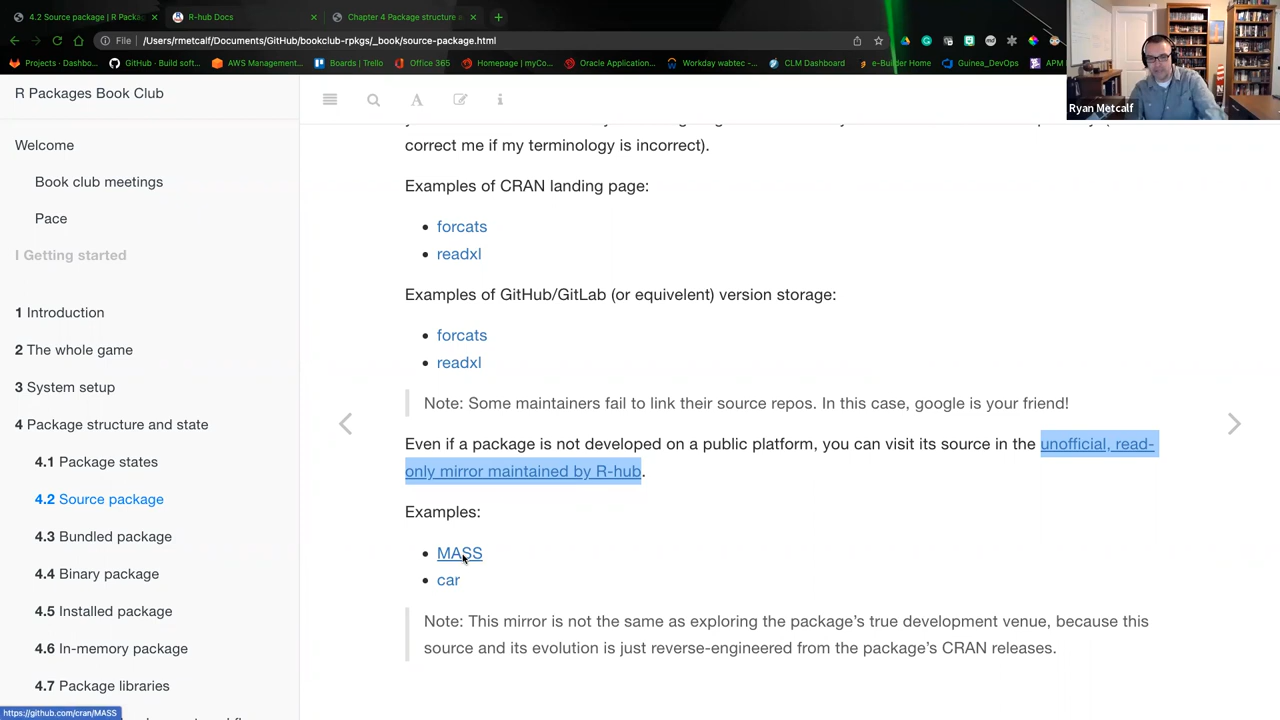 4.2 Source package | R Packa
R-hub Docs
Chapter 4 Package structure a
File
/Users/rmetcalf/Documents/GitHub/bookclub-rpkgs/_book/source-package.html
Projects - Dashbo...
GitHub · Build soft...
AWS Management...
Boards | Trello
Office 365
Homepage | myCo...
Oracle Application...
Workday wabtec -...
CLM Dashboard
e-Builder Home
Guinea_DevOps
APM
Ryan Metcalf
R Packages Book Club
Welcome
Book club meetings
Pace
I Getting started
1 Introduction
2 The whole game
3 System setup
4 Package structure and state
4.1 Package states
4.2 Source package
4.3 Bundled package
4.4 Binary package
4.5 Installed package
4.6 In-memory package
4.7 Package libraries
https://github.com/cran/MASS
correct me if my terminology is incorrect).
Examples of CRAN landing page:
forcats
readxl
Examples of GitHub/GitLab (or equivelent) version storage:
forcats
readxl
Note: Some maintainers fail to link their source repos. In this case, google is your friend!
Even if a package is not developed on a public platform, you can visit its source in the unofficial, read-
only mirror maintained by R-hub.
Examples:
MASS
car
Note: This mirror is not the same as exploring the package’s true development venue, because this
source and its evolution is just reverse-engineered from the package’s CRAN releases.